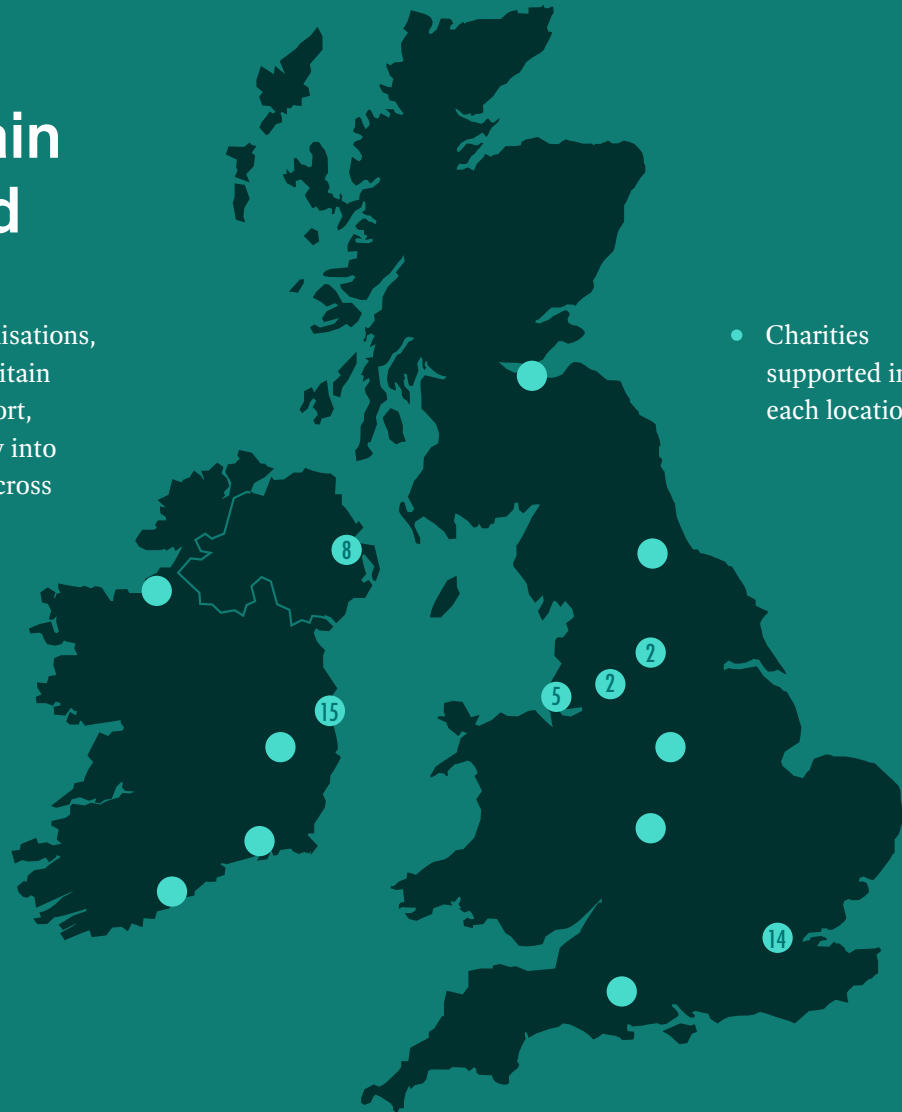 ain
d
isations,
itain
ort,
y into
cross
Charities
supported in
each locatio
8
2
2
5
15
14